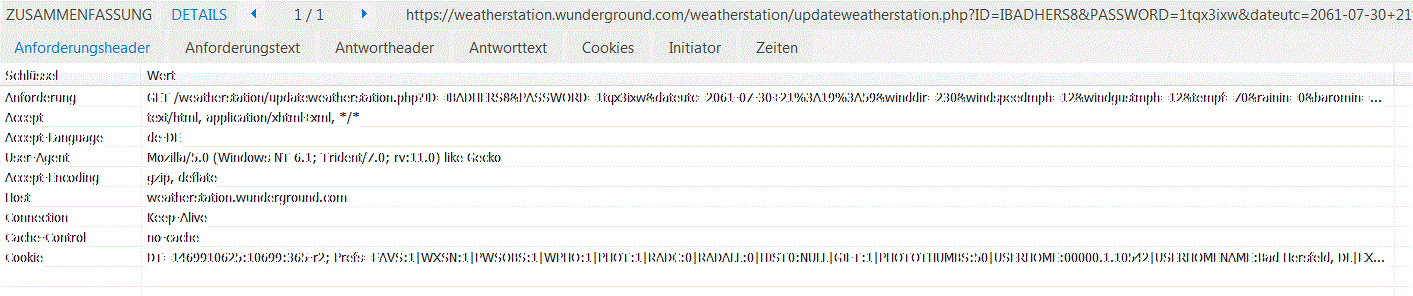 ZUSAMMENFASSUNG DETAILS 1 / 1 https://weatherstation.wunderground.com/weatherstation/updateweatherstation.php?ID=IBADHERS8&PASSWORD=1tqx3ixw&dateutc=2061-07-30+21
Anforderungsheader Anforderungstext Antwortheader Antworttext Cookies Initiator Zeiten
Schlüssel Wert
Anforderung GET /weatherstation/updateweatherstation.php?ID=IBADHERS8&PASSWORD=1tqx3ixw&dateutc=2061-07-30+21%3A19%3A59&winddir=230&windspeedmph=12&windgustmph=12&tempf=70&rainin=0&baromin=...
Accept text/html, application/xhtml+xml, */*
Accept-Language de-DE
User-Agent Mozilla/5.0 (Windows NT 6.1; Trident/7.0; rv:11.0) like Gecko
Accept-Encoding gzip, deflate
Host weatherstation.wunderground.com
Connection Keep-Alive
Cache-Control no-cache
Cookie DT=1469910625:10699:365-r2; Prefs=FAVS:1|WXSN:1|PWSOBS:1|WPHO:1|PHOT:1|RADC:0|RADALL:0|HIST0:NULL|GIFT:1|PHOTOTHUMBS:50|USERHOME:00000.1.10542|USERHOMENAME:Bad Hersfeld, DE|EX...